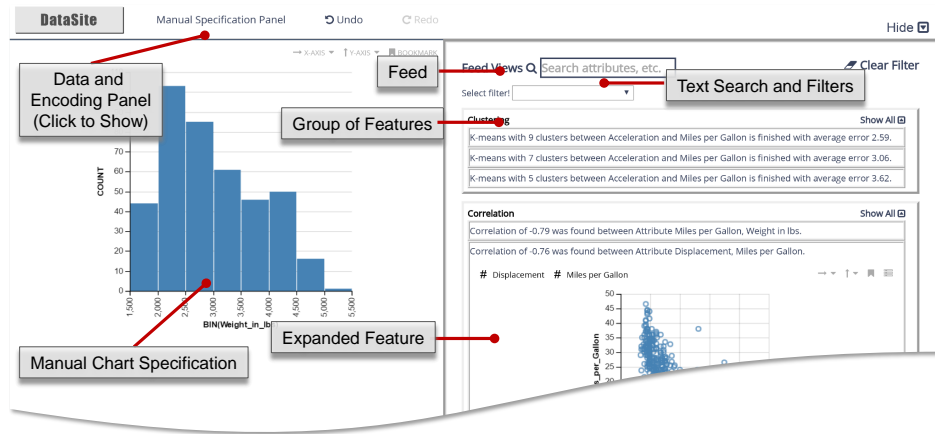 DataSite
Manual Specification Panel
Undo
Redo
Hide
→ X-AXIS
↑ Y-AXIS
BOOKMARK
Data and
Encoding Panel
(Click to Show)
Feed
Feed Views
Search attributes, etc.
Clear Filter
Select filter!
Text Search and Filters
Group of Features
Clustering
Show All
K-means with 9 clusters between Acceleration and Miles per Gallon is finished with average error 2.59.
K-means with 7 clusters between Acceleration and Miles per Gallon is finished with average error 3.06.
K-means with 5 clusters between Acceleration and Miles per Gallon is finished with average error 3.62.
COUNT
70
60
50
40
30
20
10
0
1,500
2,000
2,500
3,000
3,500
4,000
4,500
5,000
5,500
BIN(Weight_in_lb
Manual Chart Specification
Correlation
Show All
Correlation of -0.79 was found between Attribute Miles per Gallon, Weight in lbs.
Correlation of -0.76 was found between Attribute Displacement, Miles per Gallon.
# Displacement # Miles per Gallon
Expanded Feature
50
45
40
35
30
25
20
s_per_Gallon